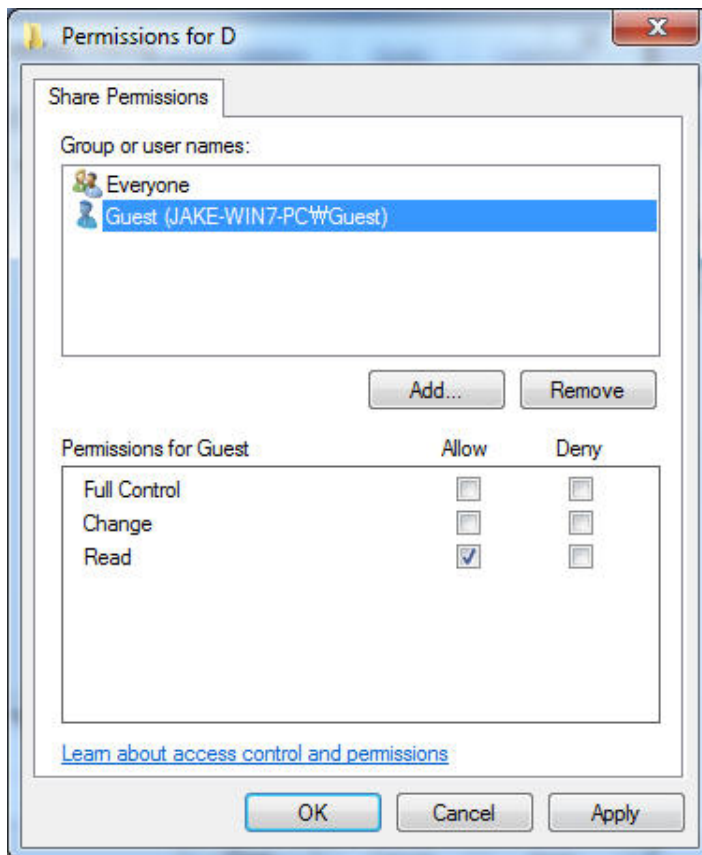 Permissions for D
Share Permissions
Group or user names:
Everyone
Guest (JAKE-WIN7-PC₩Guest)
Add... Remove
Permissions for Guest Allow Deny
Full Control
Change
Read
Learn about access control and permissions
OK Cancel Apply